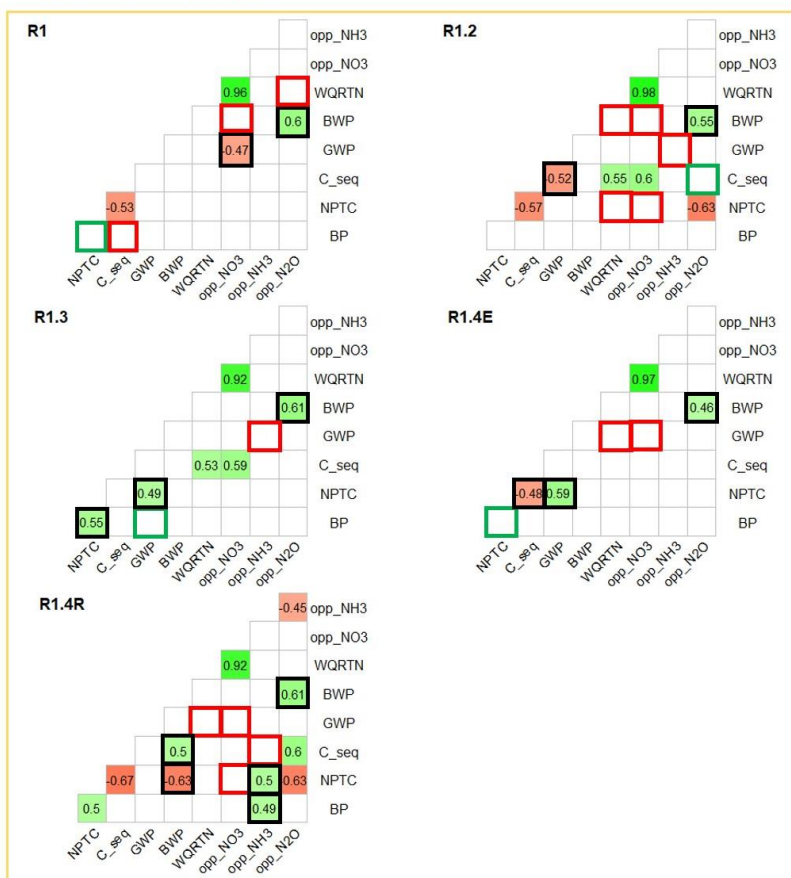 R1
opp_NH3
opp_NO3
0.96 WQRTN
0.6 BWP
-0.47 GWP
C_seq
-0.53 NPTC
BP
NPTC C_seq GWP BWP WQRTN opp_NO3 opp_NH3 opp_N2O
R1.2
opp_NH3
opp_NO3
0.98 WQRTN
0.55 BWP
GWP
-0.52 0.55 0.6 C_seq
-0.57 -0.63 NPTC
BP
NPTC C_seq GWP BWP WQRTN opp_NO3 opp_NH3 opp_N2O
R1.3
opp_NH3
opp_NO3
0.92 WQRTN
0.61 BWP
GWP
0.53 0.59 C_seq
0.49 NPTC
0.55 BP
NPTC C_seq GWP BWP WQRTN opp_NO3 opp_NH3 opp_N2O
R1.4E
opp_NH3
opp_NO3
0.97 WQRTN
0.46 BWP
GWP
C_seq
-0.48 0.59 NPTC
BP
NPTC C_seq GWP BWP WQRTN opp_NO3 opp_NH3 opp_N2O
R1.4R
-0.45 opp_NH3
opp_NO3
0.92 WQRTN
0.61 BWP
GWP
0.5 0.6 C_seq
-0.67 -0.63 0.5 -0.63 NPTC
0.5 0.49 BP
NPTC C_seq GWP BWP WQRTN opp_NO3 opp_NH3 opp_N2O